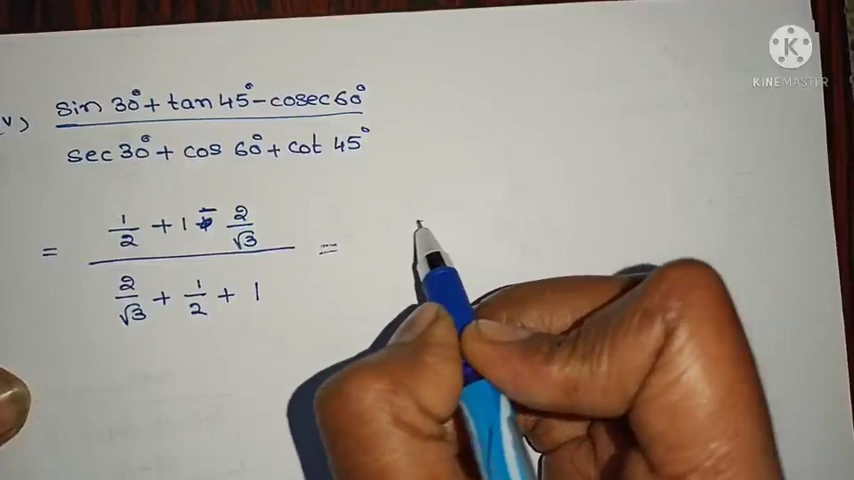 v) sin 30° + tan 45° - cosec 60°
sec 30° + cos 60° + cot 45°
= 1/2 + 1 - 2/√3 =
2/√3 + 1/2 + 1
KINEMASTER